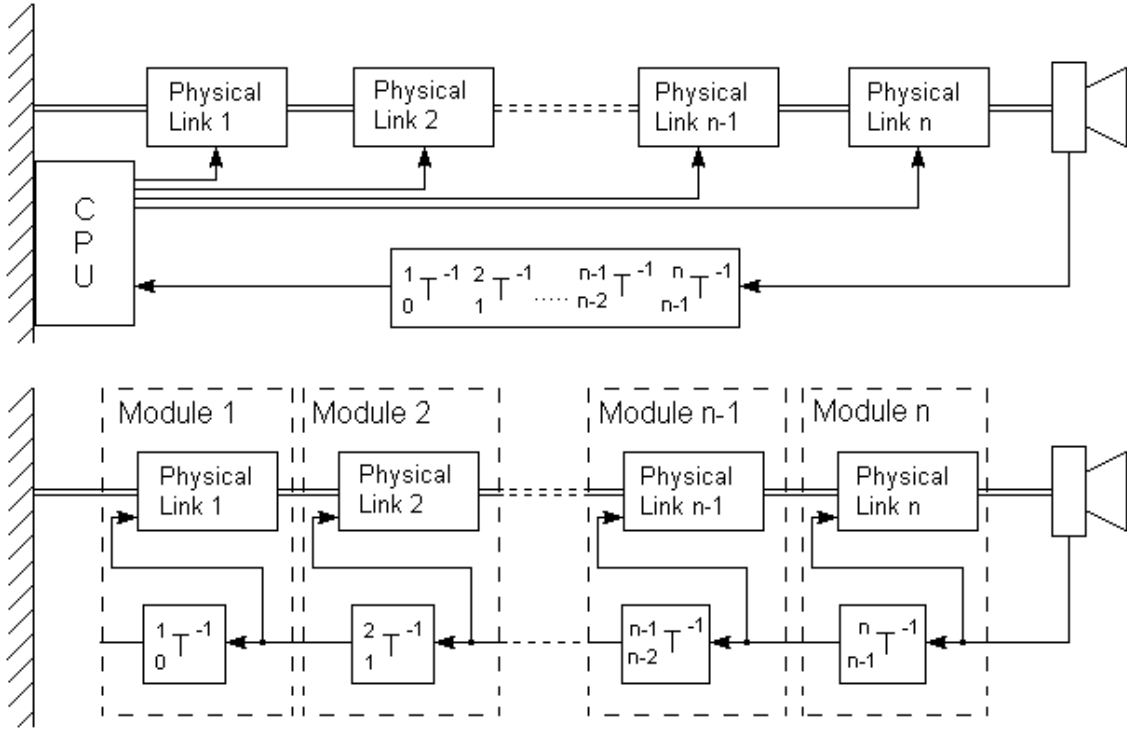 Physical
Link 1
Physical
Link 2
Physical
Link n-1
Physical
Link n
C
P
U
1 T -1 2 T -1 n-1 T -1 n T -1
0 1 ..... n-2 n-1
Module 1
Module 2
Module n-1
Module n
Physical
Link 1
Physical
Link 2
Physical
Link n-1
Physical
Link n
1 T -1
0
2 T -1
1
n-1 T -1
n-2
n T -1
n-1